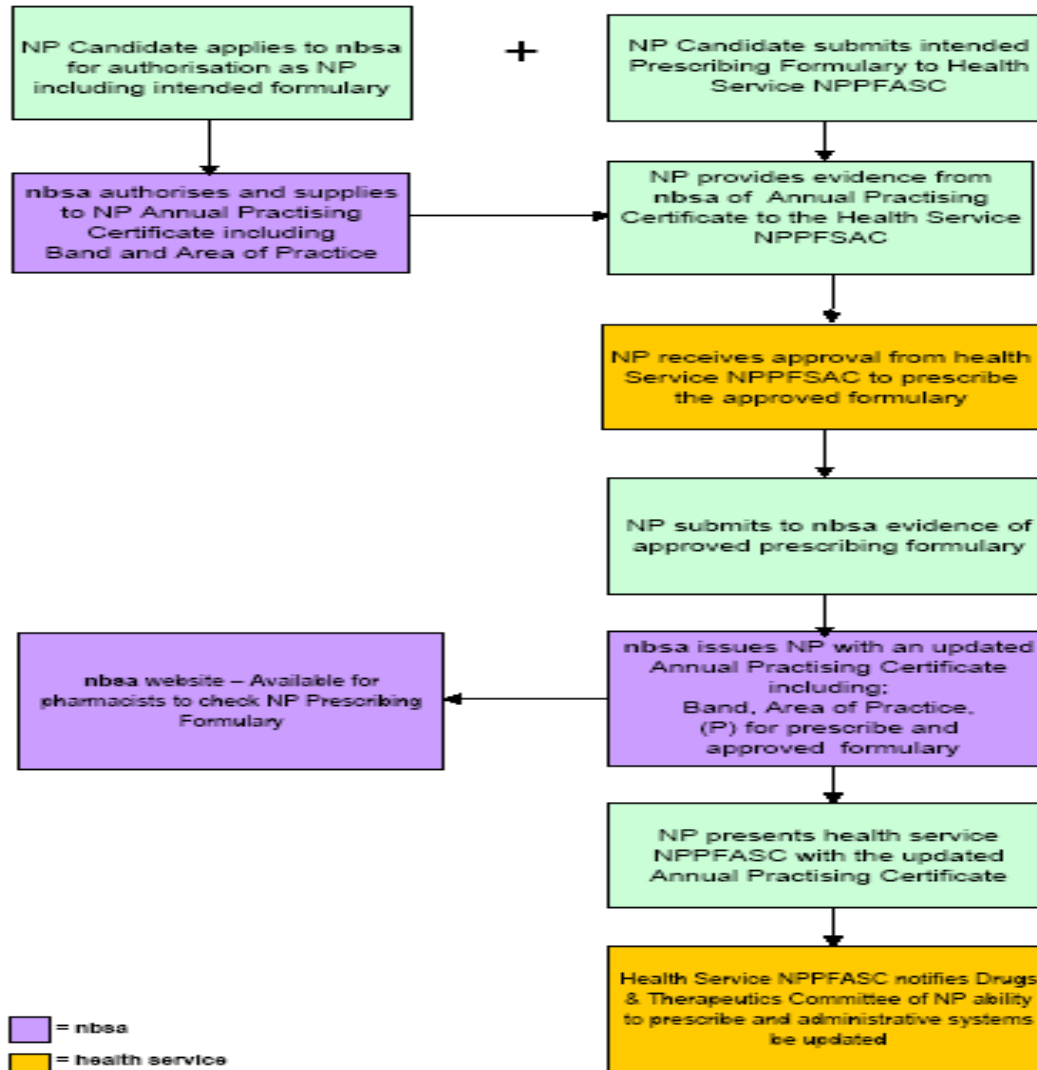 NP Candidate applies to nbsa
for authorisation as NP
including intended formulary
+
NP Candidate submits intended
Prescribing Formulary to Health
Service NPPFASC
nbsa authorises and supplies
to NP Annual Practising
Certificate including
Band and Area of Practice
NP provides evidence from
nbsa of Annual Practising
Certificate to the Health Service
NPPFSAC
NP receives approval from health
Service NPPFSAC to prescribe
the approved formulary
NP submits to nbsa evidence of
approved prescribing formulary
nbsa website – Available for
pharmacists to check NP Prescribing
Formulary
nbsa issues NP with an updated
Annual Practising Certificate
including;
Band, Area of Practice,
(P) for prescribe and
approved formulary
NP presents health service
NPPFASC with the updated
Annual Practising Certificate
Health Service NPPFASC notifies Drugs
& Therapeutics Committee of NP ability
to prescribe and administrative systems
be updated
= nbsa
= health service